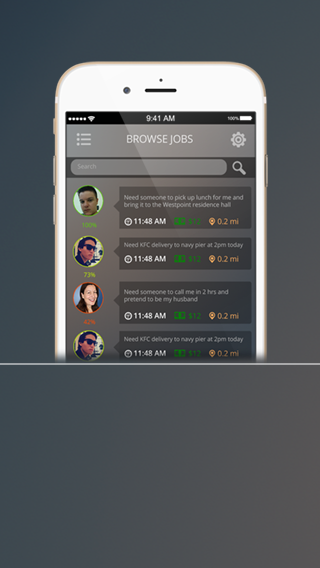 9:41 AM
100%
BROWSE JOBS
Search
Need someone to pick up lunch for me and
bring it to the Westpoint residence hall
11:48 AM $12 0.2 mi
100%
Need KFC delivery to navy pier at 2pm today
11:48 AM $12 0.2 mi
73%
Need someone to call me in 2 hrs and
pretend to be my husband
11:48 AM $12 0.2 mi
47%
Need KFC delivery to navy pier at 2pm today
11:48 AM $12 0.2 mi